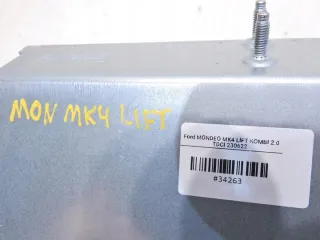 MON MK4 LIFT
Ford MONDEO MK4 LIFT KOMBI 2.0
TDCI 230622
#34263